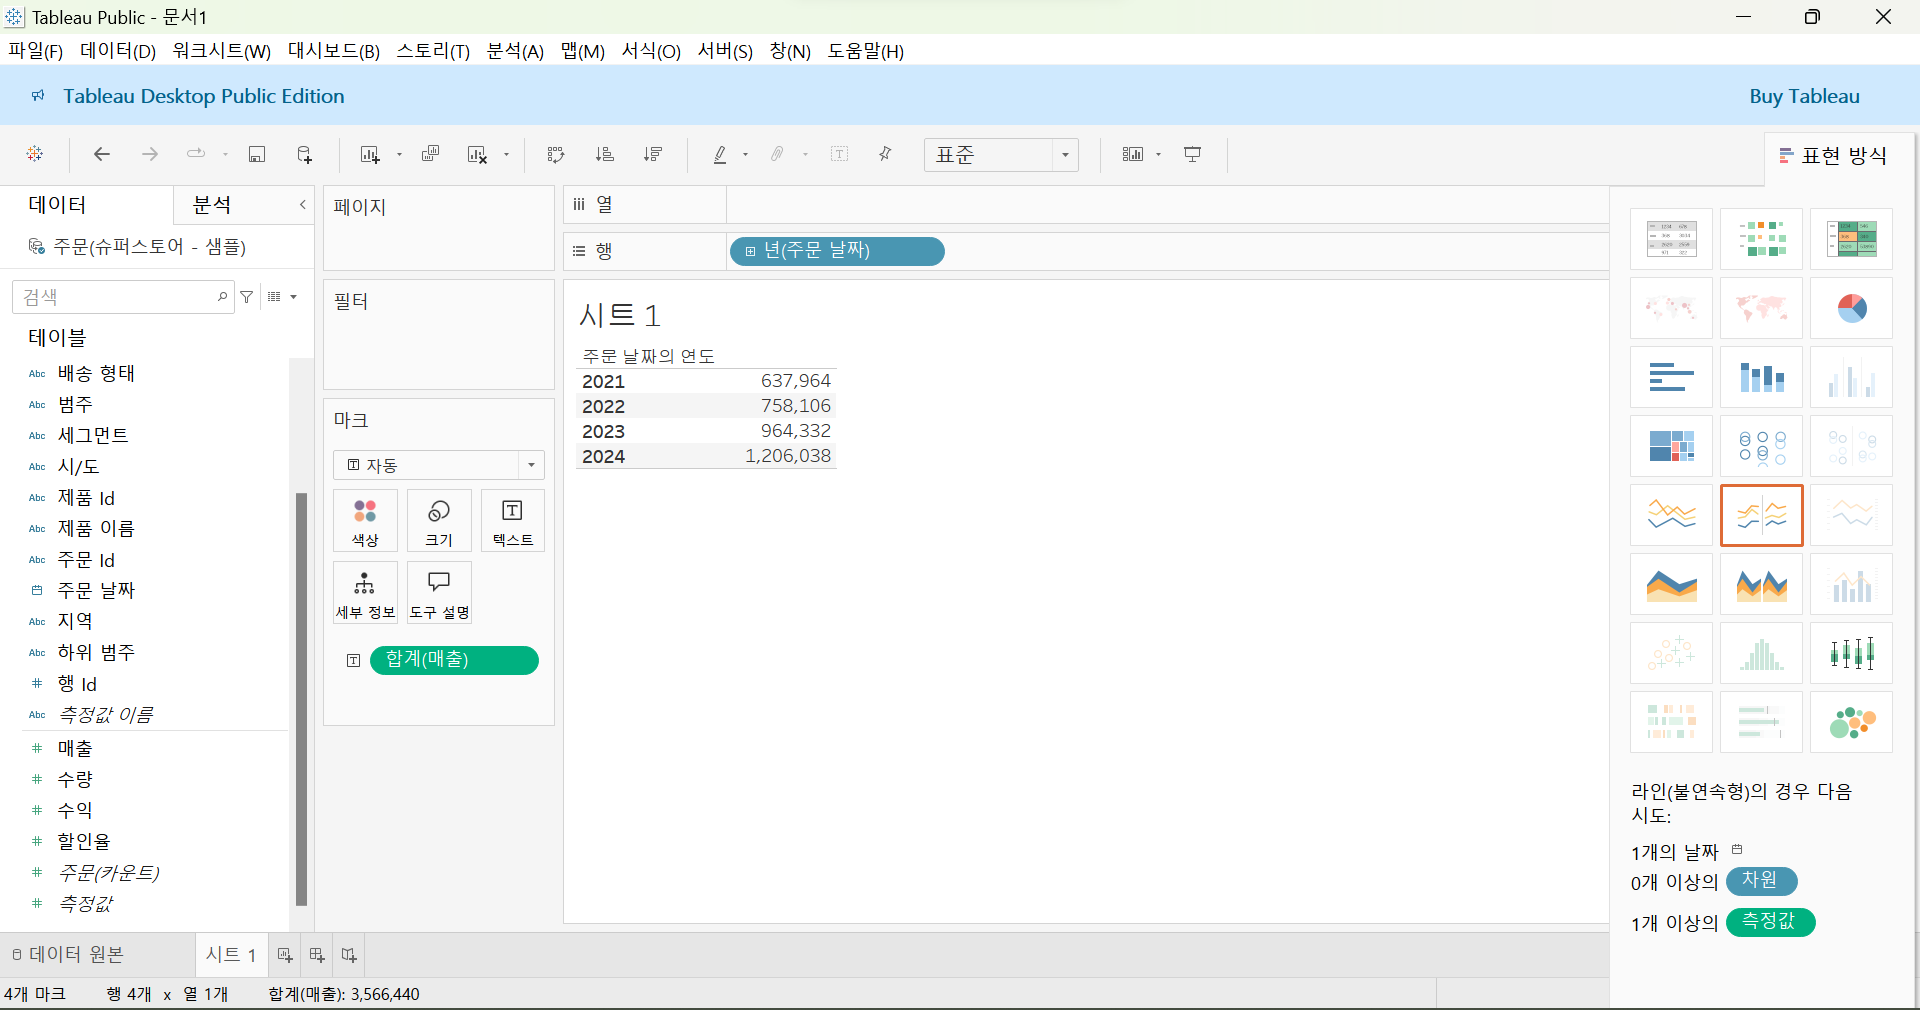 Tableau Public - 문서1
파일(F) 데이터(D) 워크시트(W) 대시보드(B) 스토리(T) 분석(A) 맵(M) 서식(O) 서버(S) 창(N) 도움말(H)
Tableau Desktop Public Edition
Buy Tableau
표준
표현 방식
데이터
분석
주문(슈퍼스토어 - 샘플)
검색
테이블
Abc 배송 형태
Abc 범주
Abc 세그먼트
Abc 시/도
Abc 제품 Id
Abc 제품 이름
Abc 주문 Id
주문 날짜
Abc 지역
Abc 하위 범주
# 행 Id
Abc 측정값 이름
# 매출
# 수량
# 수익
# 할인율
# 주문(카운트)
# 측정값
페이지
필터
마크
자동
색상
크기
텍스트
세부 정보
도구 설명
합계(매출)
열
행
년(주문 날짜)
시트 1
주문 날짜의 연도
2021 637,964
2022 758,106
2023 964,332
2024 1,206,038
라인(불연속형)의 경우 다음
시도:
1개의 날짜
0개 이상의 차원
1개 이상의 측정값
데이터 원본
시트 1
4개 마크
행 4개 x 열 1개
합계(매출): 3,566,440